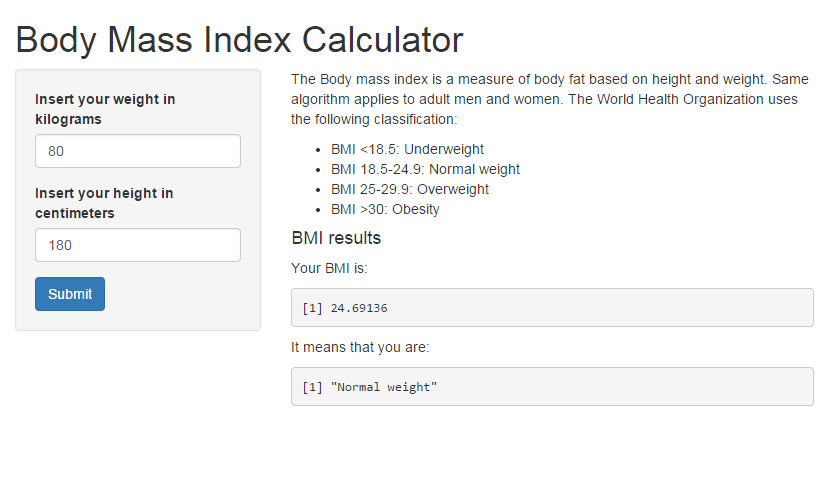 Body Mass Index Calculator
Insert your weight in
kilograms
80
Insert your height in
centimeters
180
Submit
The Body mass index is a measure of body fat based on height and weight. Same
algorithm applies to adult men and women. The World Health Organization uses
the following classification:
• BMI <18.5: Underweight
• BMI 18.5-24.9: Normal weight
• BMI 25-29.9: Overweight
• BMI >30: Obesity
BMI results
Your BMI is:
[1] 24.69136
It means that you are:
[1] "Normal weight"